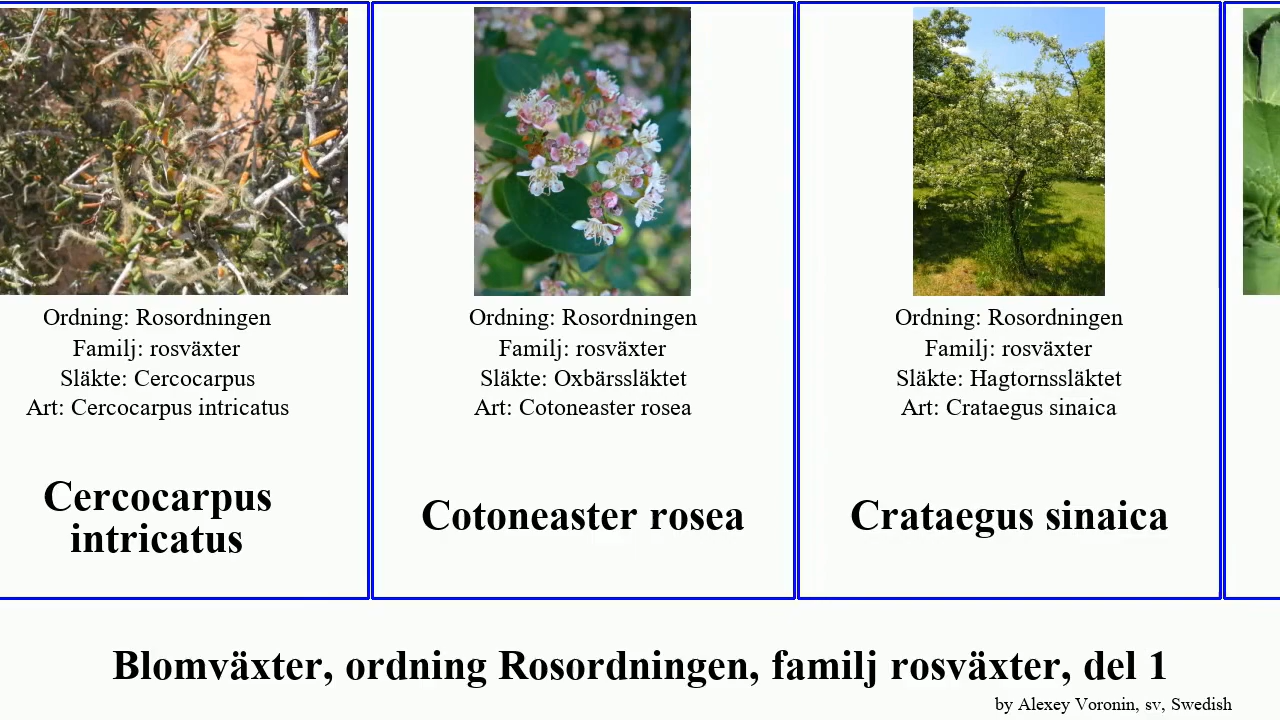 Ordning: Rosordningen
Familj: rosväxter
Släkte: Cercocarpus
Art: Cercocarpus intricatus
Cercocarpus
intricatus
Ordning: Rosordningen
Familj: rosväxter
Släkte: Oxbärssläktet
Art: Cotoneaster rosea
Cotoneaster rosea
Ordning: Rosordningen
Familj: rosväxter
Släkte: Hagtornssläktet
Art: Crataegus sinaica
Crataegus sinaica
Blomväxter, ordning Rosordningen, familj rosväxter, del 1
by Alexey Voronin, sv, Swedish